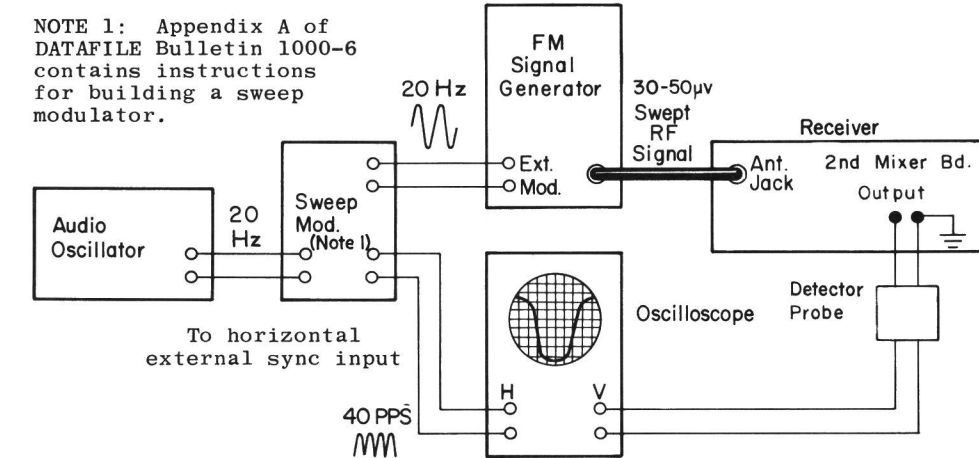 NOTE 1: Appendix A of
DATAFILE Bulletin 1000-6
contains instructions
for building a sweep
modulator.
FM
Signal
Generator
20 Hz
30-50µv
Swept
RF
Signal
Receiver
Ext.
Mod.
Ant.
Jack
2nd Mixer Bd.
Output
Audio
Oscillator
20
Hz
Sweep
Mod.
(Note 1)
To horizontal
external sync input
Oscilloscope
Detector
Probe
H
V
40 PPS